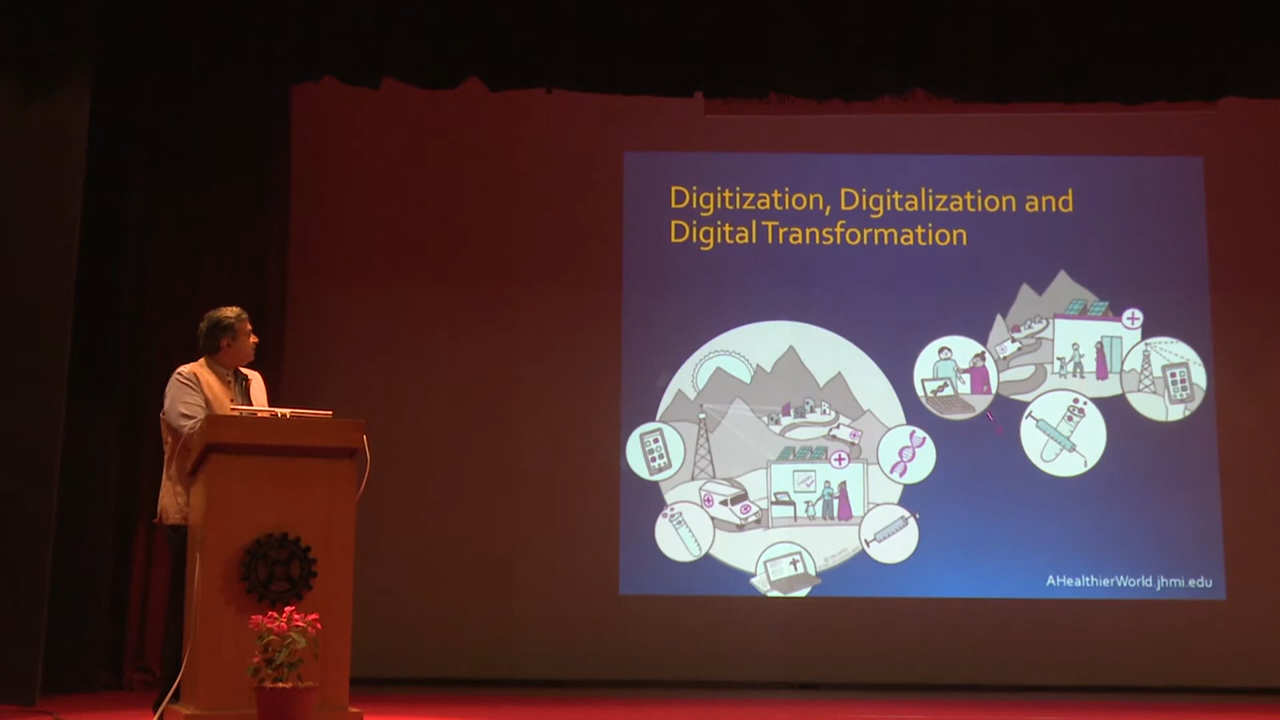 Digitization, Digitalization and
Digital Transformation
AHealthierWorld.jhmi.edu